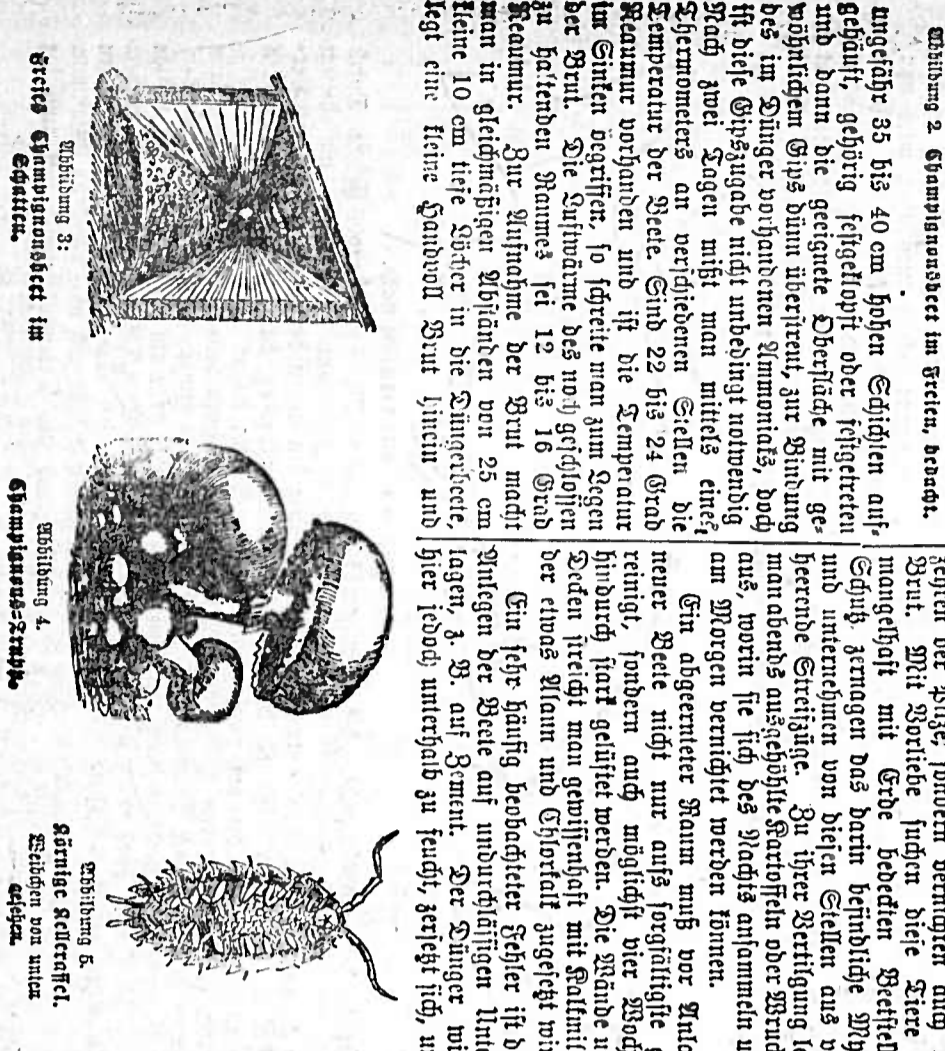 Abbildung 2 Champignonsbeet im Freien, bedacht.
ungefähr 35 bis 40 cm hohen Schichten auf-
gehäuft, gehörig festgeklopft oder festgetreten
und dann die geeignete Oberfläche mit ge-
wöhnlichem Gips dünn überstreut, zur Bindung
des im Dünger vorhandenen Ammoniaks, doch
ist diese Gipszugabe nicht unbedingt notwendig
Nach zwei Tagen mißt man mittels eines
Thermometers an verschiedenen Stellen die
Temperatur der Beete Sind 22 bis 24 Grad
Reaumur vorhanden und ist die Temperatur
im Sinken begriffen, so schreite man zum Legen
der Brut. Die Luftwärme des noch geschlossen
zu haltenden Raumes sei 12 bis 16 Grad
Reaumur. Zur Aufnahme der Brut macht
man in gleichmäßigen Abständen von 25 cm
kleine 10 cm tiefe Löcher in die Düngerbeete,
legt eine kleine Handvoll Brut hinein und
Abbildung 3:
Freies Champignonsbeet im
Schatten.
der Pilze, sondern
Brut. Mit Vorliebe suchen diese Tiere
mangelhaft mit Erde bedeckten
Schutz zernagen das darin befindliche
und unternehmen von diesen Stellen aus
heerende Streifzüge. Zu ihrer Vertilgung
man abends ausgehöhlte Kartoffeln oder
aus, worin sie sich des Nachts ansammeln
am Morgen vernichtet werden können.
Ein abgeernteter Raum muß vor
neuer Beete nicht nur aufs sorgfältigste
reinigt, sondern auch möglichst vier
hindurch stark gelüftet werden. Die Wände
Decken streicht man gewissenhaft mit
der etwas Alaun und Chlorkalk zugesetzt
Ein sehr häufig beobachteter Fehler ist
Anlegen der Beete auf undurchlässigen
lagen, z. B. auf Zement. Der Dünger
hier jedoch unterhalb zu feucht, zersetzt sich,
Abbildung 4.
Champignons-Traube.
Abbildung 5.
Körnige Kellerassel.
Weibchen von unten
gesehen.